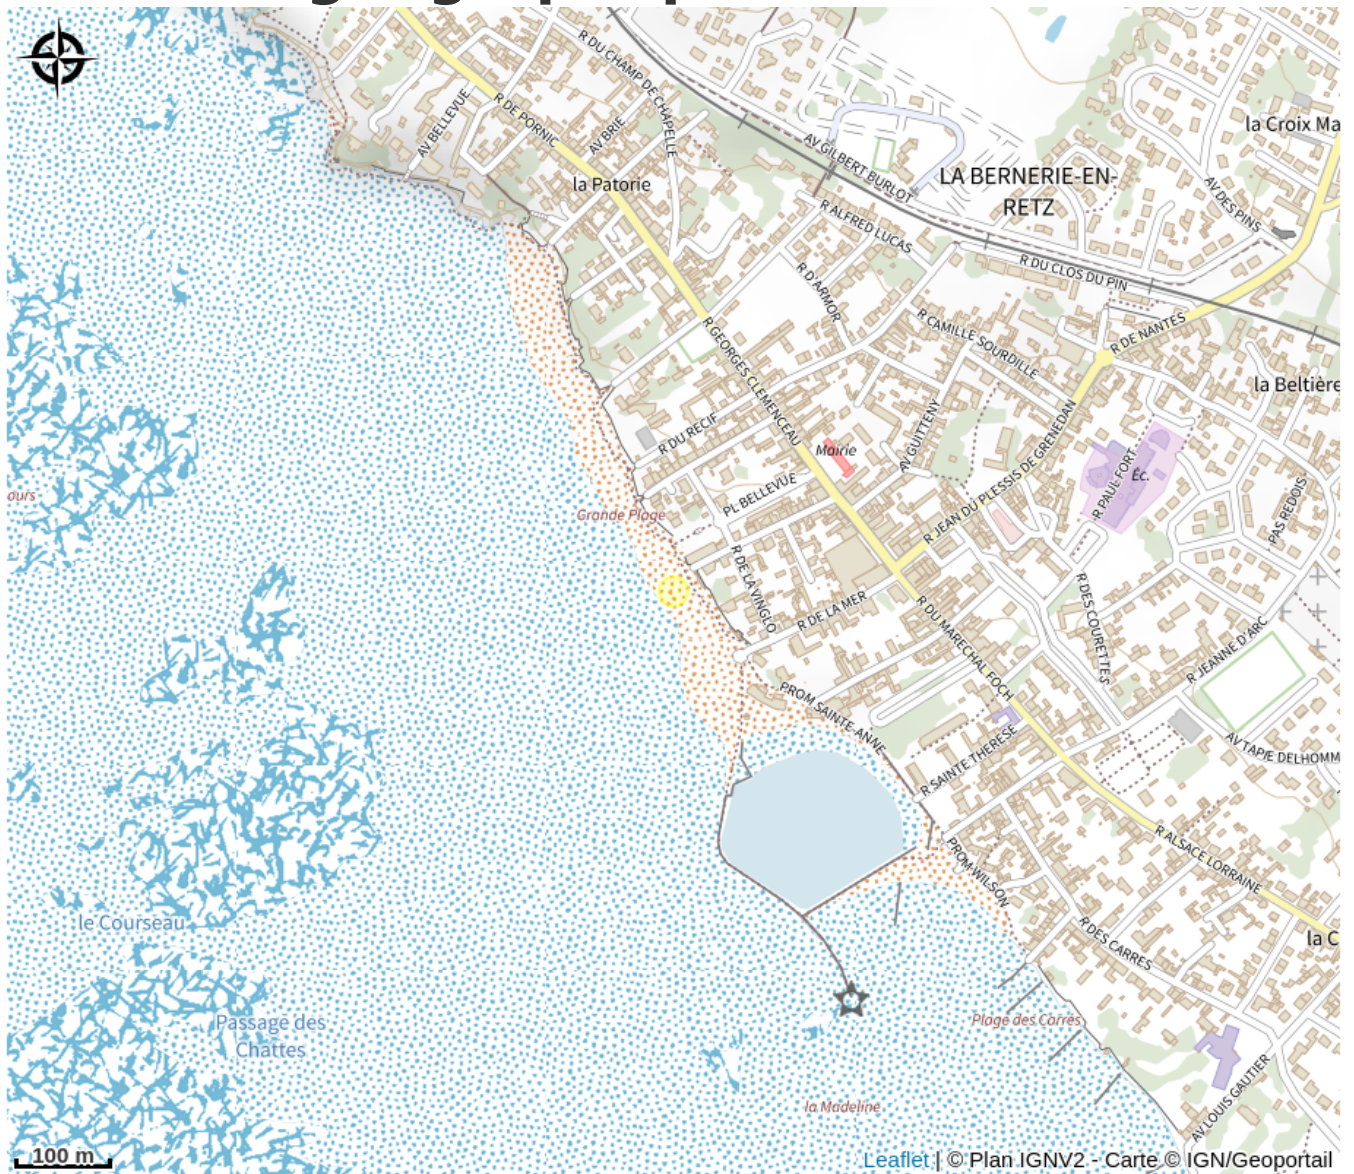 R DU CHAMP DE CHAPELLE
AV BELLEVUE
R DE PORNIC
AV BRIE
la Croix Ma
AV GILBERT BURLOT
LA BERNERIE-EN-
RETZ
la Patorie
AV DES PINS
R ALFRED LUCAS
R DU CLOS DU PIN
R D'ARMOR
R CAMILLE SOURDILLE
R DE NANTES
R GEORGES CLEMENCEAU
la Beltière
R DU RECIF
Mairie
AV GUITTENY
R JEAN DU PLESSIS DE GRENEDAN
R PAUL FORT
Éc.
ours
PL BELLEVUE
Grande Plage
PAS REDOIS
R DE LA VINGLO
R DE LA MER
R DU MARECHAL FOCH
R DES COURETTES
R JEANNE D'ARC
PROM SAINTE-ANNE
R SAINTE THERESE
AV TAPIE DELHOMM
PROM WILSON
R ALSACE LORRAINE
le Courseau
R DES CARRES
la C
Passage des
Chattes
Plage des Carrés
la Madeline
AV LOUIS GAUTIER
100 m
Leaflet | © Plan IGNV2 - Carte © IGN/Geoportail